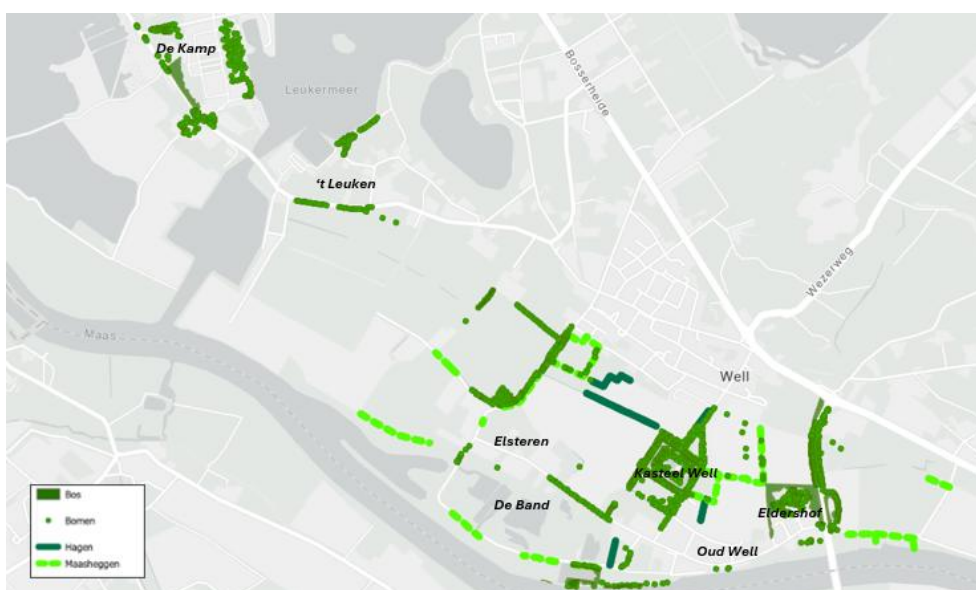 De Kamp
Leukermeer
Bosserheide
‘t Leuken
Wezerweg
Maas
Well
Elsteren
Kasteel Well
De Band
Eldershof
Oud Well
Bos
Bomen
Hagen
Maasheggen